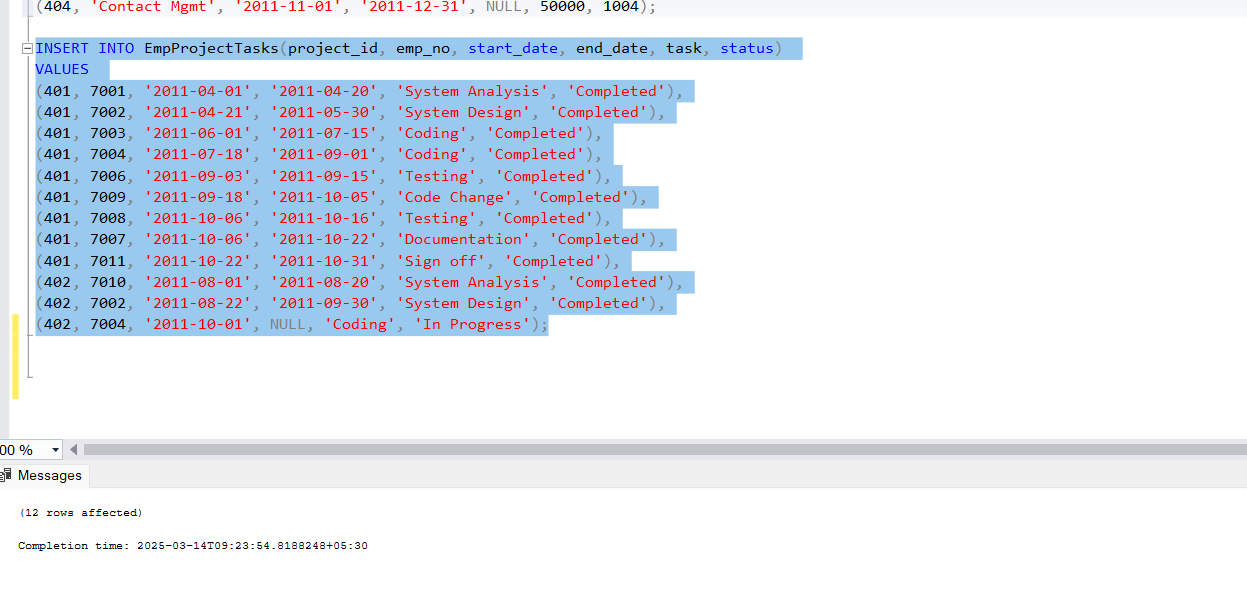 (404, 'Contact Mgmt', '2011-11-01', '2011-12-31', NULL, 50000, 1004);
INSERT INTO EmpProjectTasks(project_id, emp_no, start_date, end_date, task, status)
VALUES
(401, 7001, '2011-04-01', '2011-04-20', 'System Analysis', 'Completed'),
(401, 7002, '2011-04-21', '2011-05-30', 'System Design', 'Completed'),
(401, 7003, '2011-06-01', '2011-07-15', 'Coding', 'Completed'),
(401, 7004, '2011-07-18', '2011-09-01', 'Coding', 'Completed'),
(401, 7006, '2011-09-03', '2011-09-15', 'Testing', 'Completed'),
(401, 7009, '2011-09-18', '2011-10-05', 'Code Change', 'Completed'),
(401, 7008, '2011-10-06', '2011-10-16', 'Testing', 'Completed'),
(401, 7007, '2011-10-06', '2011-10-22', 'Documentation', 'Completed'),
(401, 7011, '2011-10-22', '2011-10-31', 'Sign off', 'Completed'),
(402, 7010, '2011-08-01', '2011-08-20', 'System Analysis', 'Completed'),
(402, 7002, '2011-08-22', '2011-09-30', 'System Design', 'Completed'),
(402, 7004, '2011-10-01', NULL, 'Coding', 'In Progress');
00 %
Messages
(12 rows affected)
Completion time: 2025-03-14T09:23:54.8188248+05:30